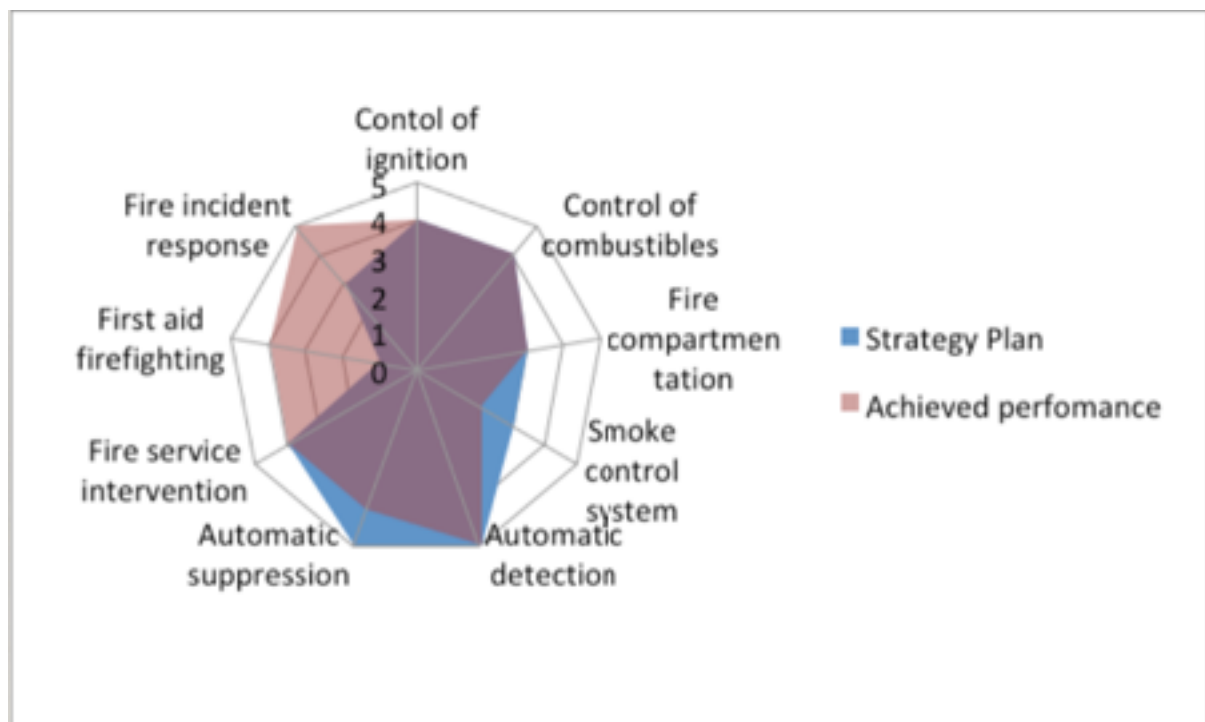 Contol of
ignition
Control of
combustibles
Fire
compartmen
tation
Smoke
control
system
Automatic
detection
Automatic
suppression
Fire service
intervention
First aid
firefighting
Fire incident
response
5
4
3
2
1
0
Strategy Plan
Achieved perfomance